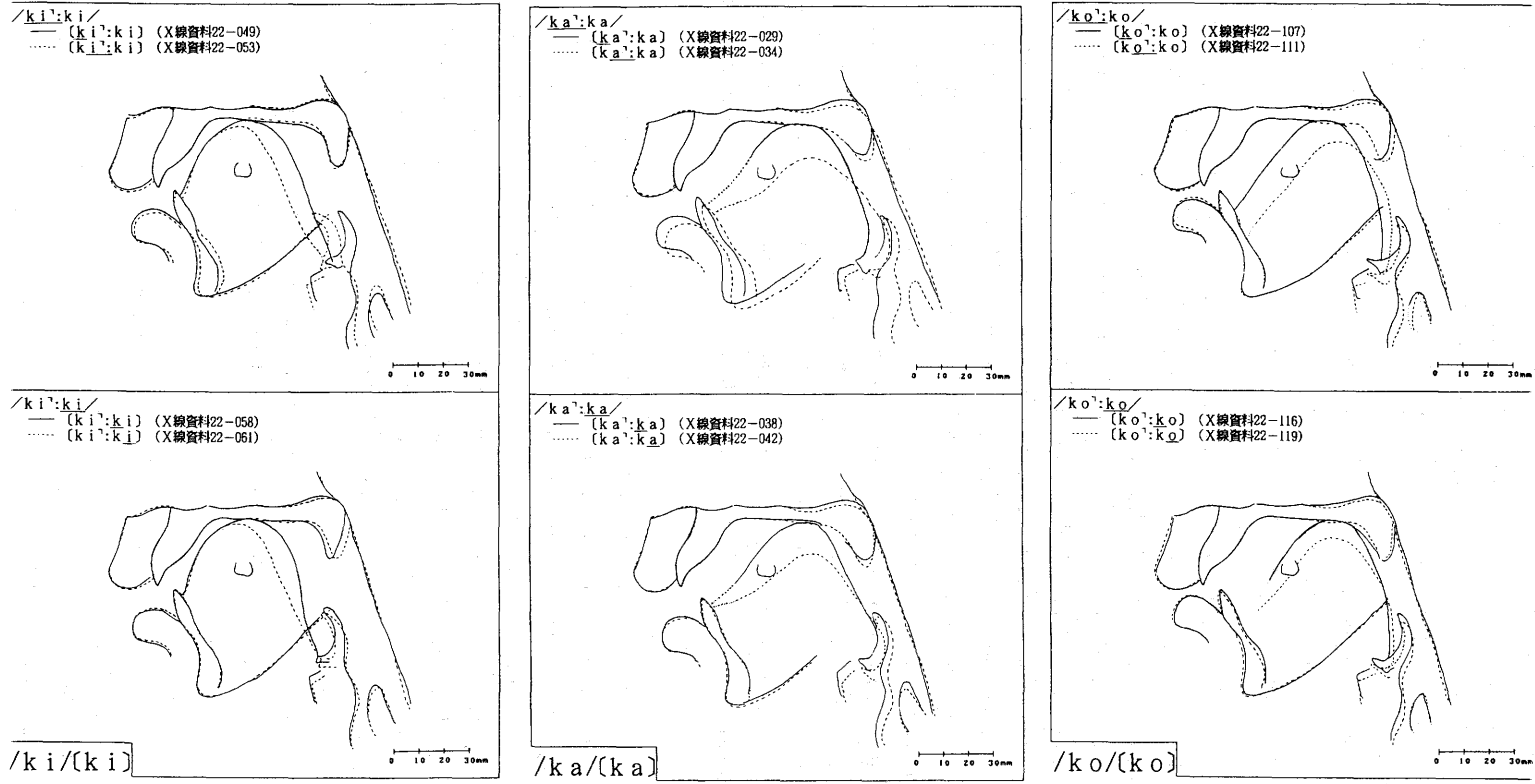 /ki˺:ki/
── 〔ki˺:ki〕 (X線資料22-049)
······ 〔ki˺:ki〕 (X線資料22-053)
0 10 20 30mm
/ki˺:ki/
── 〔ki˺:ki〕 (X線資料22-058)
······ 〔ki˺:ki〕 (X線資料22-061)
0 10 20 30mm
/ki/〔ki〕
/ka˺:ka/
── 〔ka˺:ka〕 (X線資料22-029)
······ 〔ka˺:ka〕 (X線資料22-034)
0 10 20 30mm
/ka˺:ka/
── 〔ka˺:ka〕 (X線資料22-038)
······ 〔ka˺:ka〕 (X線資料22-042)
0 10 20 30mm
/ka/〔ka〕
/ko˺:ko/
── 〔ko˺:ko〕 (X線資料22-107)
······ 〔ko˺:ko〕 (X線資料22-111)
0 10 20 30mm
/ko˺:ko/
── 〔ko˺:ko〕 (X線資料22-116)
······ 〔ko˺:ko〕 (X線資料22-119)
0 10 20 30mm
/ko/〔ko〕